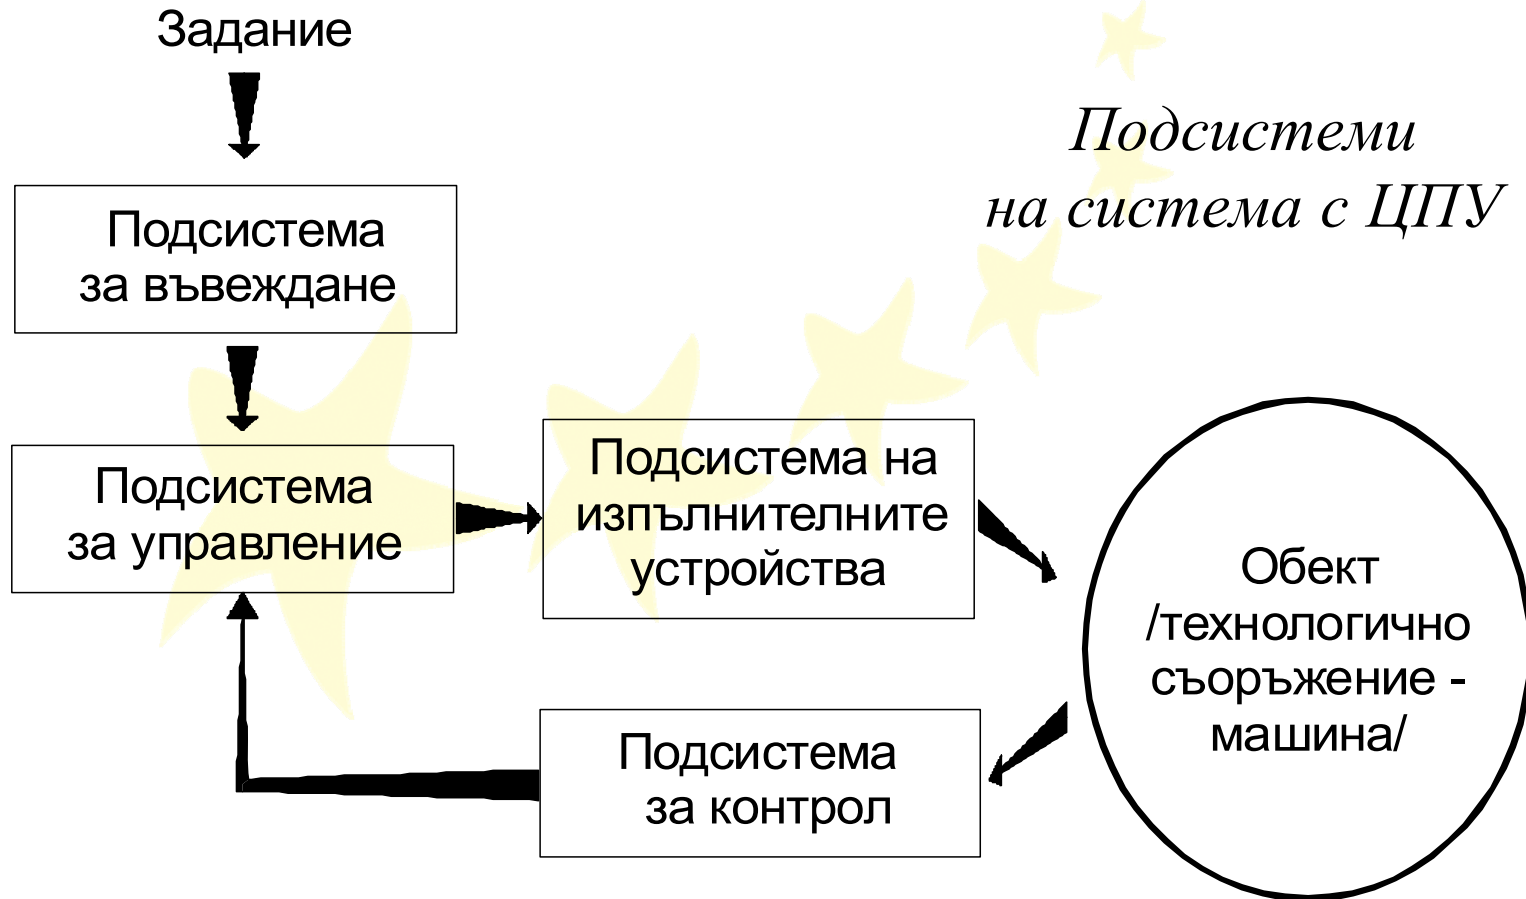 Задание
Подсистеми
на система с ЦПУ
Подсистема
за въвеждане
Подсистема
за управление
Подсистема на
изпълнителните
устройства
Обект
/технологично
съоръжение -
машина/
Подсистема
за контрол